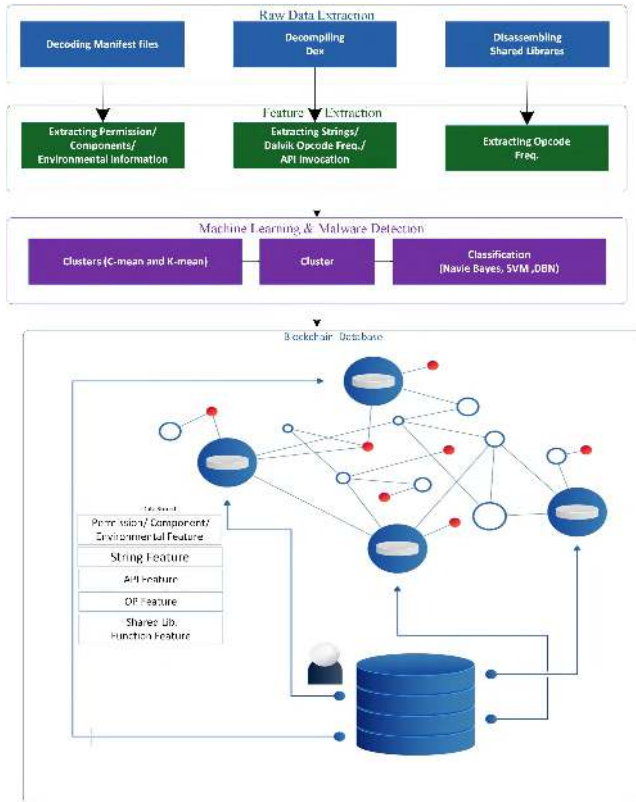 Raw Data Extraction
Decoding Manifest files
Decompiling
Dex
Disassembling
Shared Librares
Feature Extraction
Extracting Permission/
Components/
Environmental Information
Extracting Strings/
Dalvik Opcode Freq./
API Invocation
Extracting Opcode
Freq.
Machine Learning & Malware Detection
Clusters (C-mean and K-mean)
Cluster
Classification
(Navie Bayes, SVM ,DBN)
Blockchain Database
Permission/ Component/
Environmental Feature
String Feature
API Feature
OP Feature
Shared Lib.
Function Feature